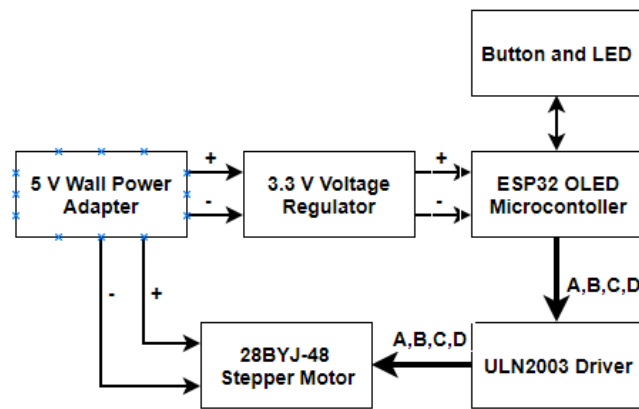 Button and LED
5 V Wall Power
Adapter
+
-
3.3 V Voltage
Regulator
+
-
ESP32 OLED
Microcontoller
-
+
A,B,C,D
28BYJ-48
Stepper Motor
A,B,C,D
ULN2003 Driver